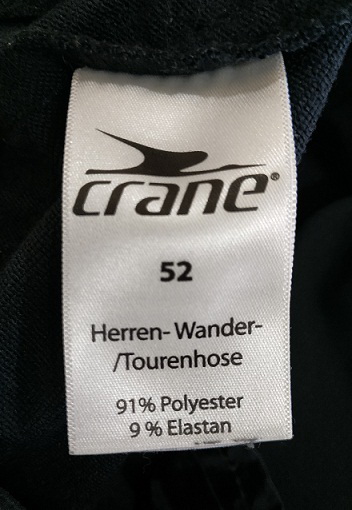 crane®
52
Herren- Wander-
/Tourenhose
91% Polyester
9 % Elastan